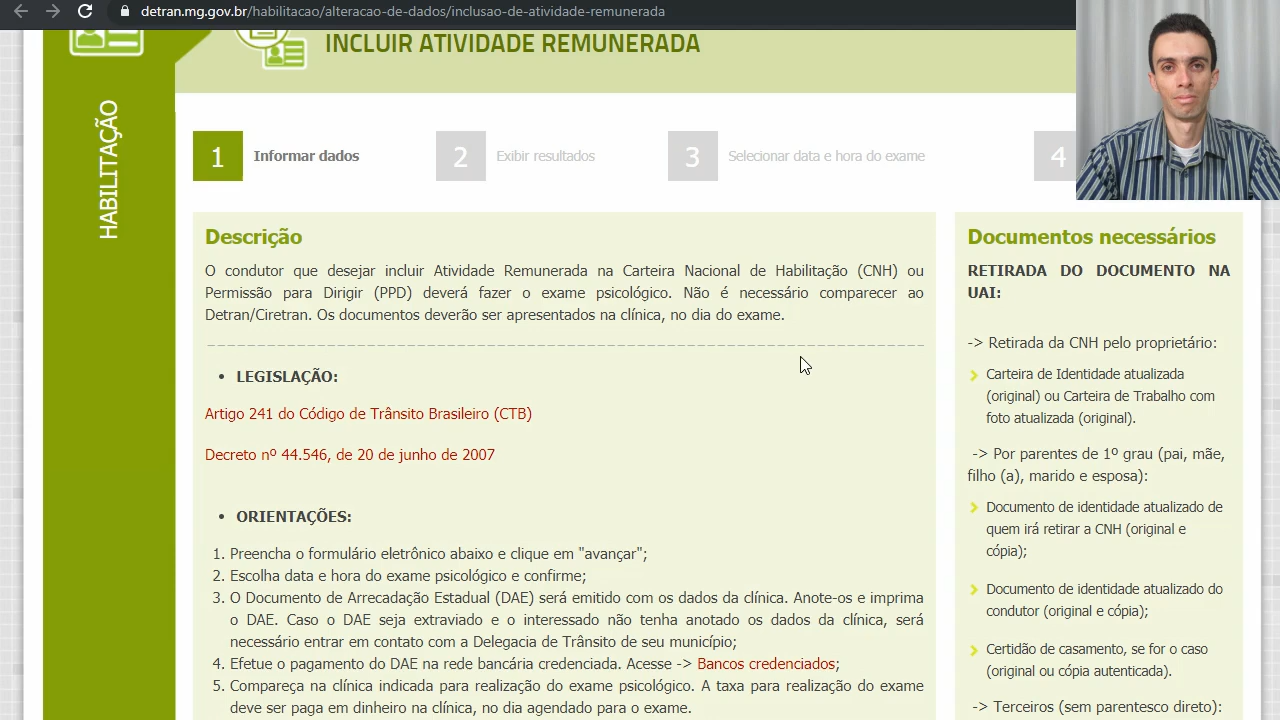 detran.mg.gov.br/habilitacao/alteracao-de-dados/inclusao-de-atividade-remunerada
INCLUIR ATIVIDADE REMUNERADA
HABILITAÇÃO
1 Informar dados
2 Exibir resultados
3 Selecionar data e hora do exame
4
Descrição
O condutor que desejar incluir Atividade Remunerada na Carteira Nacional de Habilitação (CNH) ou
Permissão para Dirigir (PPD) deverá fazer o exame psicológico. Não é necessário comparecer ao
Detran/Ciretran. Os documentos deverão ser apresentados na clínica, no dia do exame.
• LEGISLAÇÃO:
Artigo 241 do Código de Trânsito Brasileiro (CTB)
Decreto nº 44.546, de 20 de junho de 2007
• ORIENTAÇÕES:
1. Preencha o formulário eletrônico abaixo e clique em "avançar";
2. Escolha data e hora do exame psicológico e confirme;
3. O Documento de Arrecadação Estadual (DAE) será emitido com os dados da clínica. Anote-os e imprima
o DAE. Caso o DAE seja extraviado e o interessado não tenha anotado os dados da clínica, será
necessário entrar em contato com a Delegacia de Trânsito de seu município;
4. Efetue o pagamento do DAE na rede bancária credenciada. Acesse -> Bancos credenciados;
5. Compareça na clínica indicada para realização do exame psicológico. A taxa para realização do exame
deve ser paga em dinheiro na clínica, no dia agendado para o exame.
Documentos necessários
RETIRADA DO DOCUMENTO NA
UAI:
-> Retirada da CNH pelo proprietário:
Carteira de Identidade atualizada
(original) ou Carteira de Trabalho com
foto atualizada (original).
-> Por parentes de 1º grau (pai, mãe,
filho (a), marido e esposa):
Documento de identidade atualizado de
quem irá retirar a CNH (original e
cópia);
Documento de identidade atualizado do
condutor (original e cópia);
Certidão de casamento, se for o caso
(original ou cópia autenticada).
-> Terceiros (sem parentesco direto):